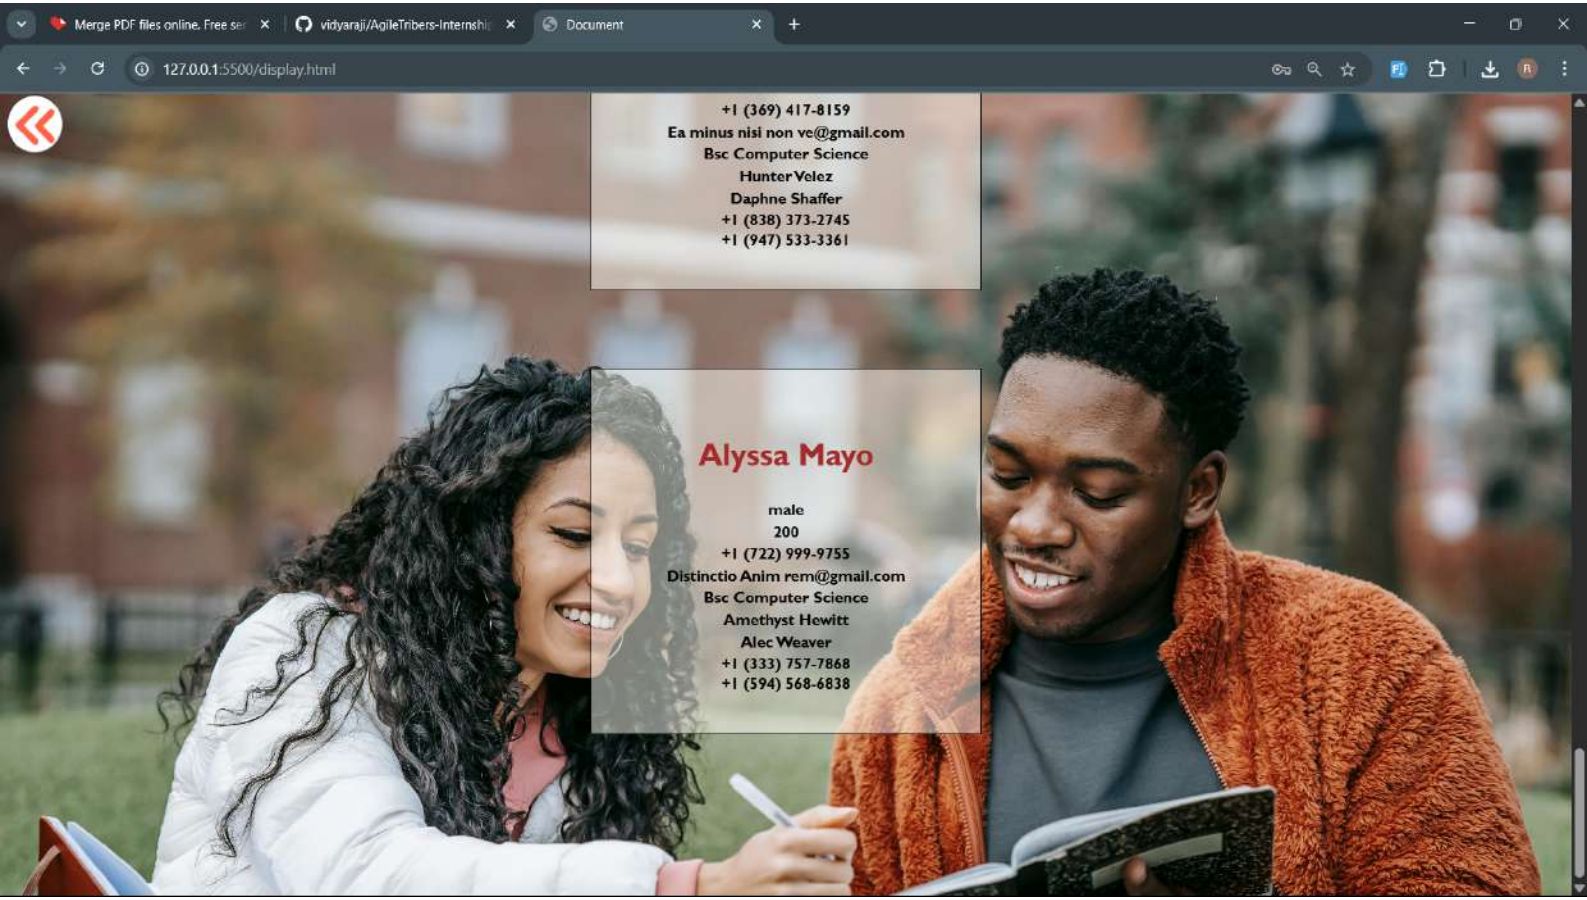 Merge PDF files online. Free ser
vidyaraji/AgileTribers-Internship
Document
127.0.0.1:5500/display.html
R
+1 (369) 417-8159
Ea minus nisi non ve@gmail.com
Bsc Computer Science
Hunter Velez
Daphne Shaffer
+1 (838) 373-2745
+1 (947) 533-3361
Alyssa Mayo
male
200
+1 (722) 999-9755
Distinctio Anim rem@gmail.com
Bsc Computer Science
Amethyst Hewitt
Alec Weaver
+1 (333) 757-7868
+1 (594) 568-6838